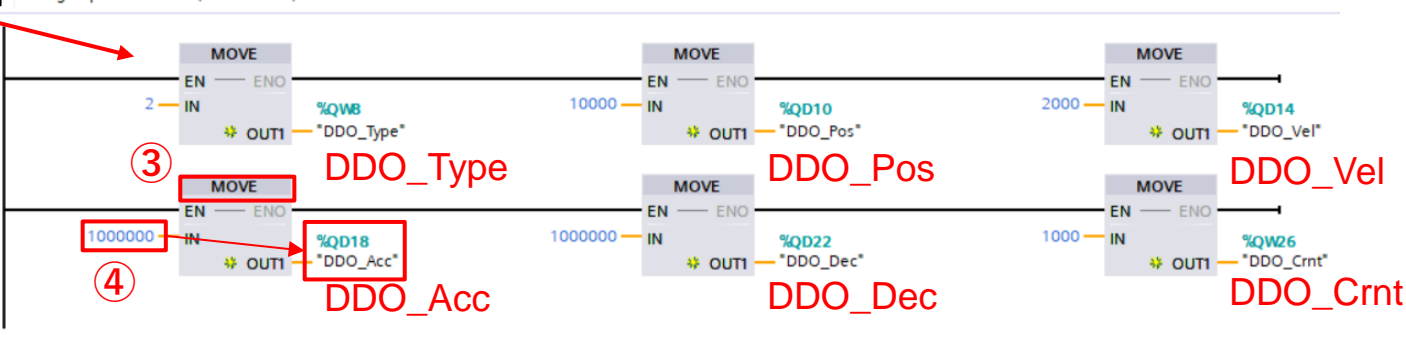 MOVE MOVE MOVE
EN ENO EN ENO EN ENO
2 IN %QW8 10000 IN %QD10 2000 IN %QD14
OUT1 "DDO_Type" OUT1 "DDO_Pos" OUT1 "DDO_Vel"
③ DDO_Type DDO_Pos DDO_Vel
MOVE MOVE MOVE
EN ENO EN ENO EN ENO
1000000 IN %QD18 1000000 IN %QD22 1000 IN %QW26
OUT1 "DDO_Acc" OUT1 "DDO_Dec" OUT1 "DDO_Crnt"
④ DDO_Acc DDO_Dec DDO_Crnt